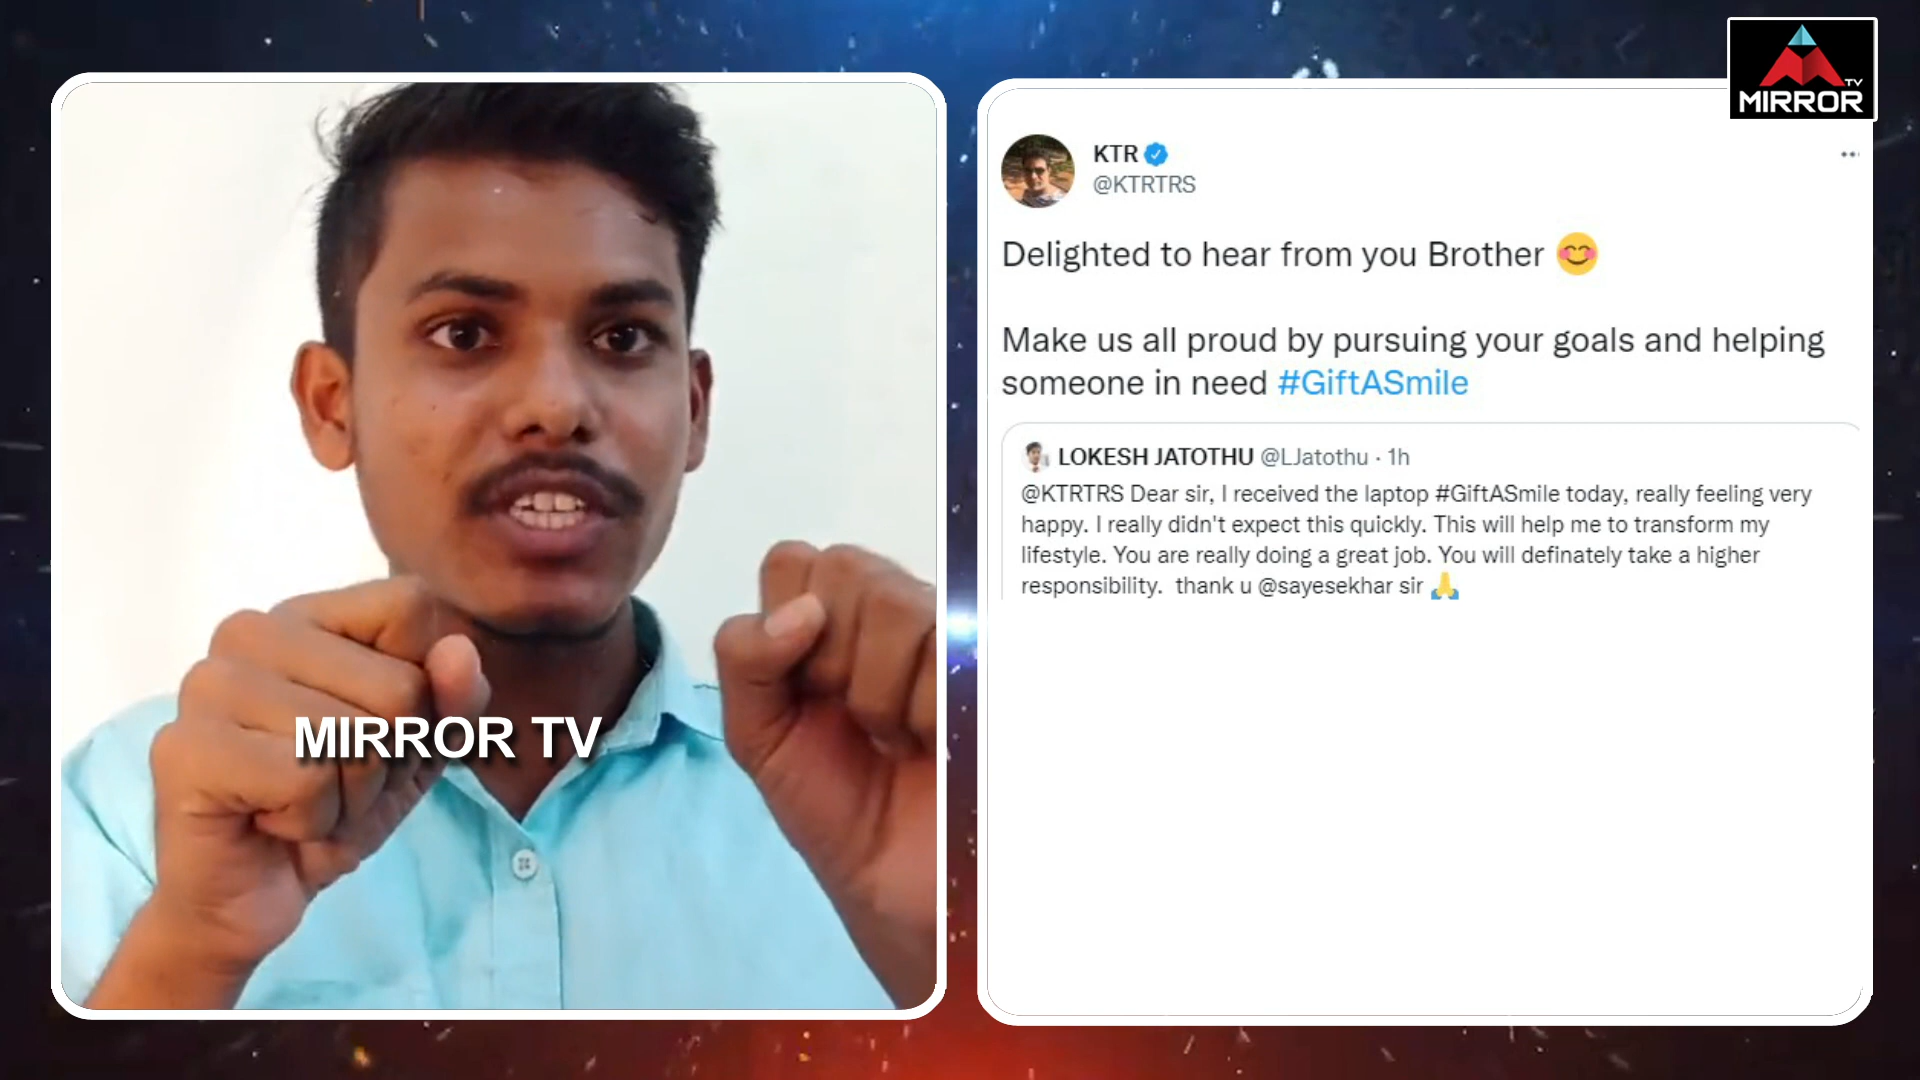 MIRROR TV
TV
MIRROR
KTR
@KTRTRS
Delighted to hear from you Brother 😊
Make us all proud by pursuing your goals and helping
someone in need #GiftASmile
LOKESH JATOTHU @LJatothu · 1h
@KTRTRS Dear sir, I received the laptop #GiftASmile today, really feeling very
happy. I really didn't expect this quickly. This will help me to transform my
lifestyle. You are really doing a great job. You will definately take a higher
responsibility. thank u @sayesekhar sir 🙏